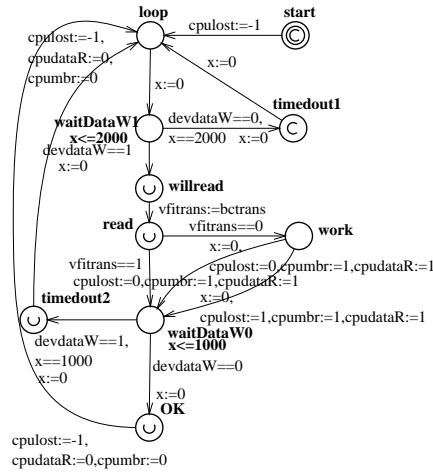 loop
start
cpulost:=-1,
cpudataR:=0,
cpumbr:=0
cpulost:=-1
x:=0
x:=0
timedout1
waitDataW1
x<=2000
devdataW==0,
x==2000
x:=0
devdataW==1
x:=0
willread
vfitrans:=bctrans
read
vfitrans==0
work
x:=0,
vfitrans==1
cpulost:=0,cpumbr:=1,cpudataR:=1
cpulost:=0,cpumbr:=1,cpudataR:=1
timedout2
x:=0,
cpulost:=1,cpumbr:=1,cpudataR:=1
waitDataW0
x<=1000
devdataW==1,
x==1000
x:=0
devdataW==0
x:=0
OK
cpulost:=-1,
cpudataR:=0,cpumbr:=0